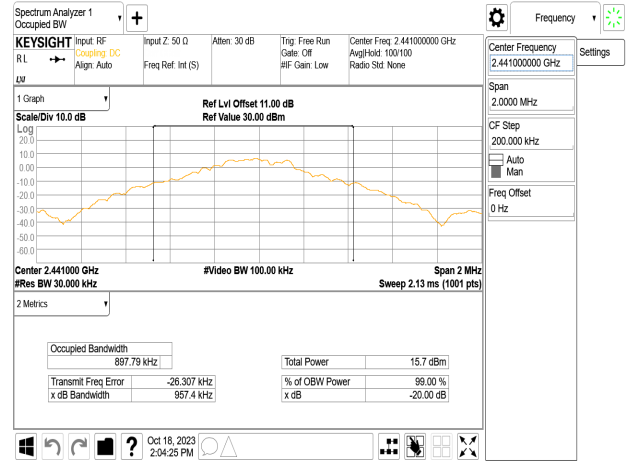 Spectrum Analyzer 1
Occupied BW
KEYSIGHT
R L
Input: RF
Coupling: DC
Align: Auto
Input Z: 50 Ω
Freq Ref: Int (S)
Atten: 30 dB
Trig: Free Run
Gate: Off
#IF Gain: Low
Center Freq: 2.441000000 GHz
Avg|Hold: 100/100
Radio Std: None
LXI
1 Graph
Scale/Div 10.0 dB
Ref Lvl Offset 11.00 dB
Ref Value 30.00 dBm
Log
20.0
10.0
0.00
-10.0
-20.0
-30.0
-40.0
-50.0
-60.0
Center 2.441000 GHz
#Video BW 100.00 kHz
Span 2 MHz
#Res BW 30.000 kHz
Sweep 2.13 ms (1001 pts)
2 Metrics
Occupied Bandwidth
897.79 kHz
Total Power 15.7 dBm
Transmit Freq Error -26.307 kHz
% of OBW Power 99.00 %
x dB Bandwidth 957.4 kHz
x dB -20.00 dB
?
Oct 18, 2023
2:04:25 PM
Frequency
Center Frequency
2.441000000 GHz
Settings
Span
2.0000 MHz
CF Step
200.000 kHz
Auto
Man
Freq Offset
0 Hz